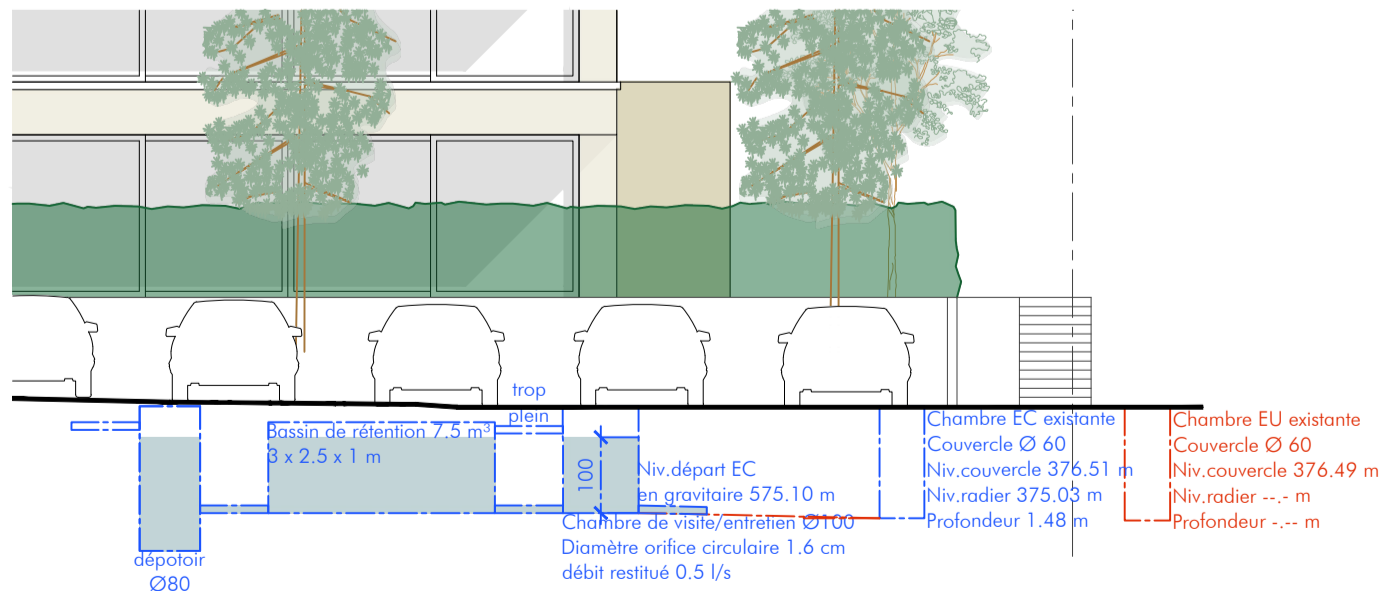 trop
plein
Bassin de rétention 7.5 m³
3 x 2.5 x 1 m
100
Niv.départ EC
en gravitaire 575.10 m
Chambre de visite/entretien Ø100
Diamètre orifice circulaire 1.6 cm
débit restitué 0.5 l/s
dépotoir
Ø80
Chambre EC existante
Couvercle Ø 60
Niv.couvercle 376.51 m
Niv.radier 375.03 m
Profondeur 1.48 m
Chambre EU existante
Couvercle Ø 60
Niv.couvercle 376.49 m
Niv.radier --.- m
Profondeur -.-- m